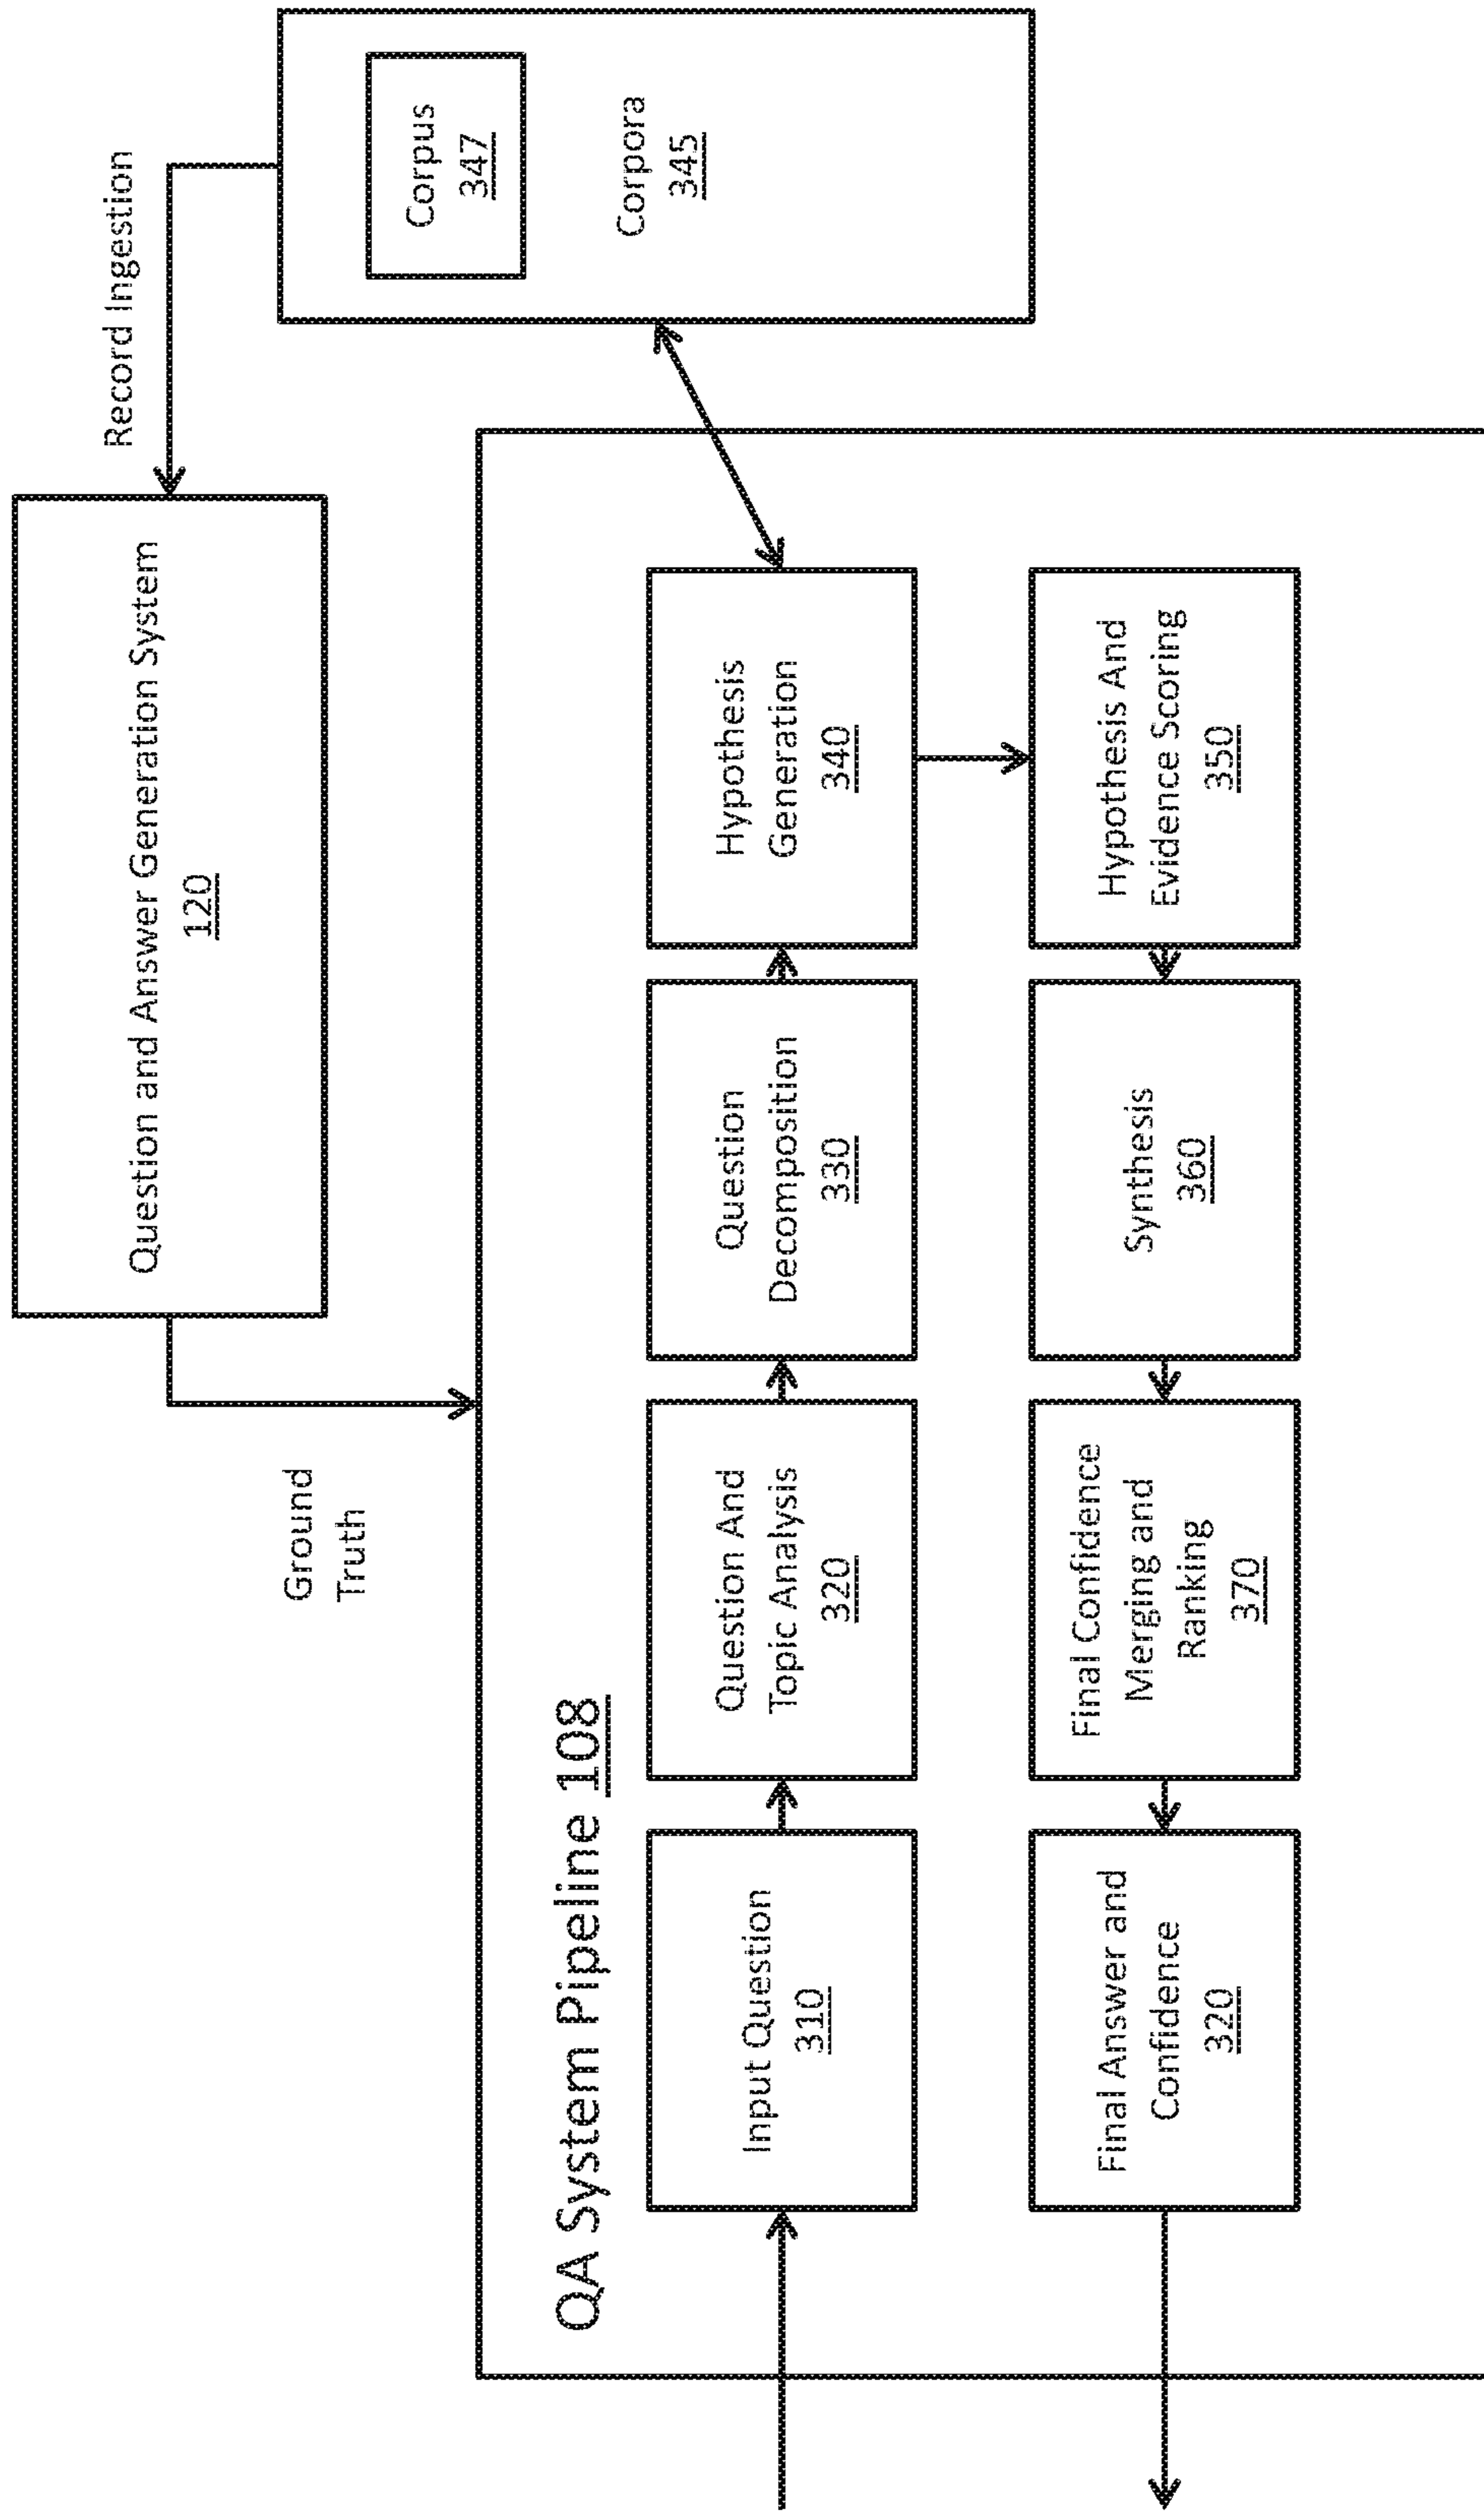 Question and Answer Generation System
120
Record Ingestion
Ground
Truth
Corpus
347
Corpora
345
QA System Pipeline 108
Input Question
310
Question And
Topic Analysis
320
Question
Decomposition
330
Hypothesis
Generation
340
Final Answer and
Confidence
320
Final Confidence
Merging and
Ranking
370
Synthesis
360
Hypothesis And
Evidence Scoring
350